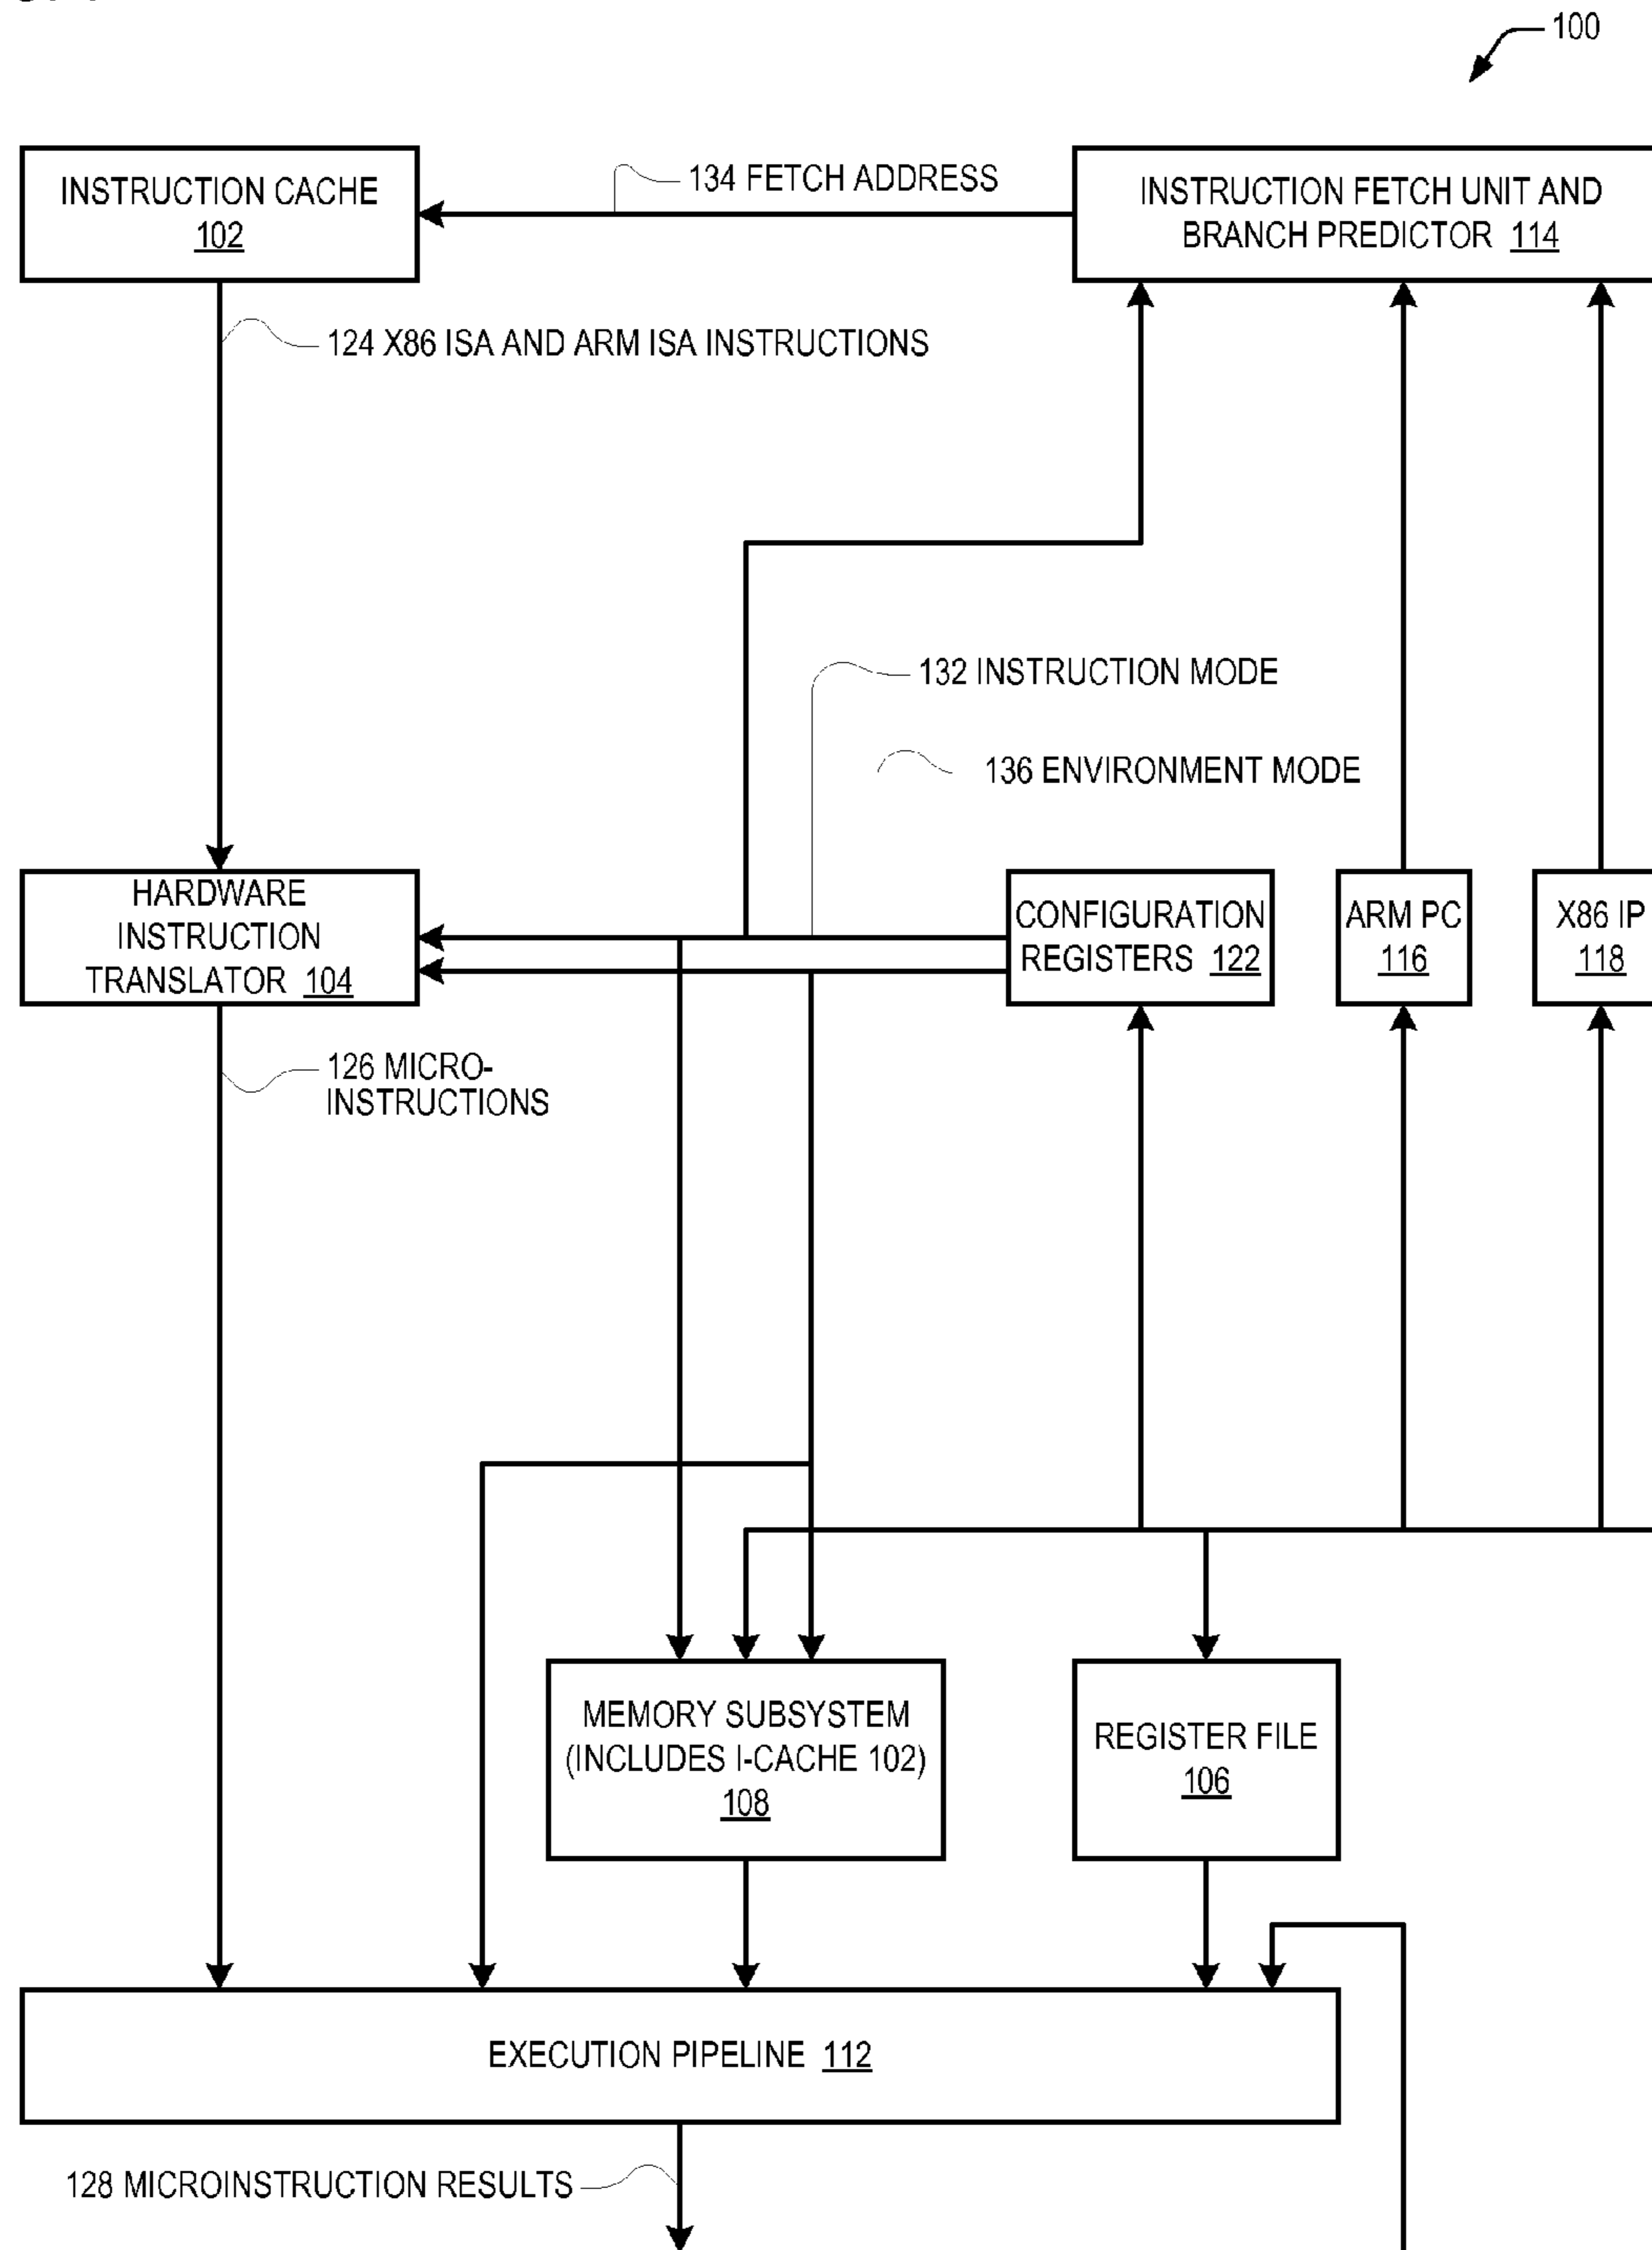 100
INSTRUCTION CACHE
102
134 FETCH ADDRESS
INSTRUCTION FETCH UNIT AND
BRANCH PREDICTOR 114
124 X86 ISA AND ARM ISA INSTRUCTIONS
132 INSTRUCTION MODE
136 ENVIRONMENT MODE
HARDWARE
INSTRUCTION
TRANSLATOR 104
CONFIGURATION
REGISTERS 122
ARM PC
116
X86 IP
118
126 MICRO-
INSTRUCTIONS
MEMORY SUBSYSTEM
(INCLUDES I-CACHE 102)
108
REGISTER FILE
106
EXECUTION PIPELINE 112
128 MICROINSTRUCTION RESULTS